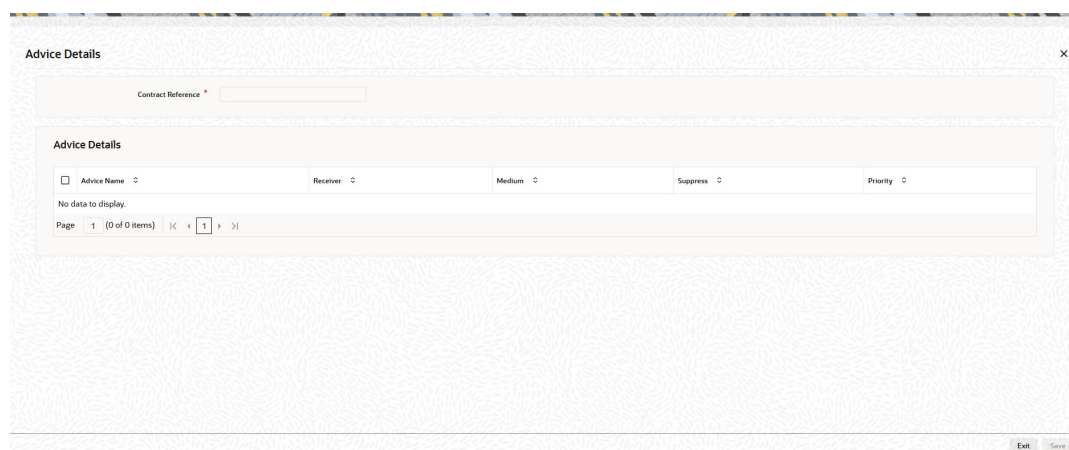 Advice Details
Contract Reference *
Advice Details
Advice Name Receiver Medium Suppress Priority
No data to display.
Page 1 (0 of 0 items) 1
Exit Save